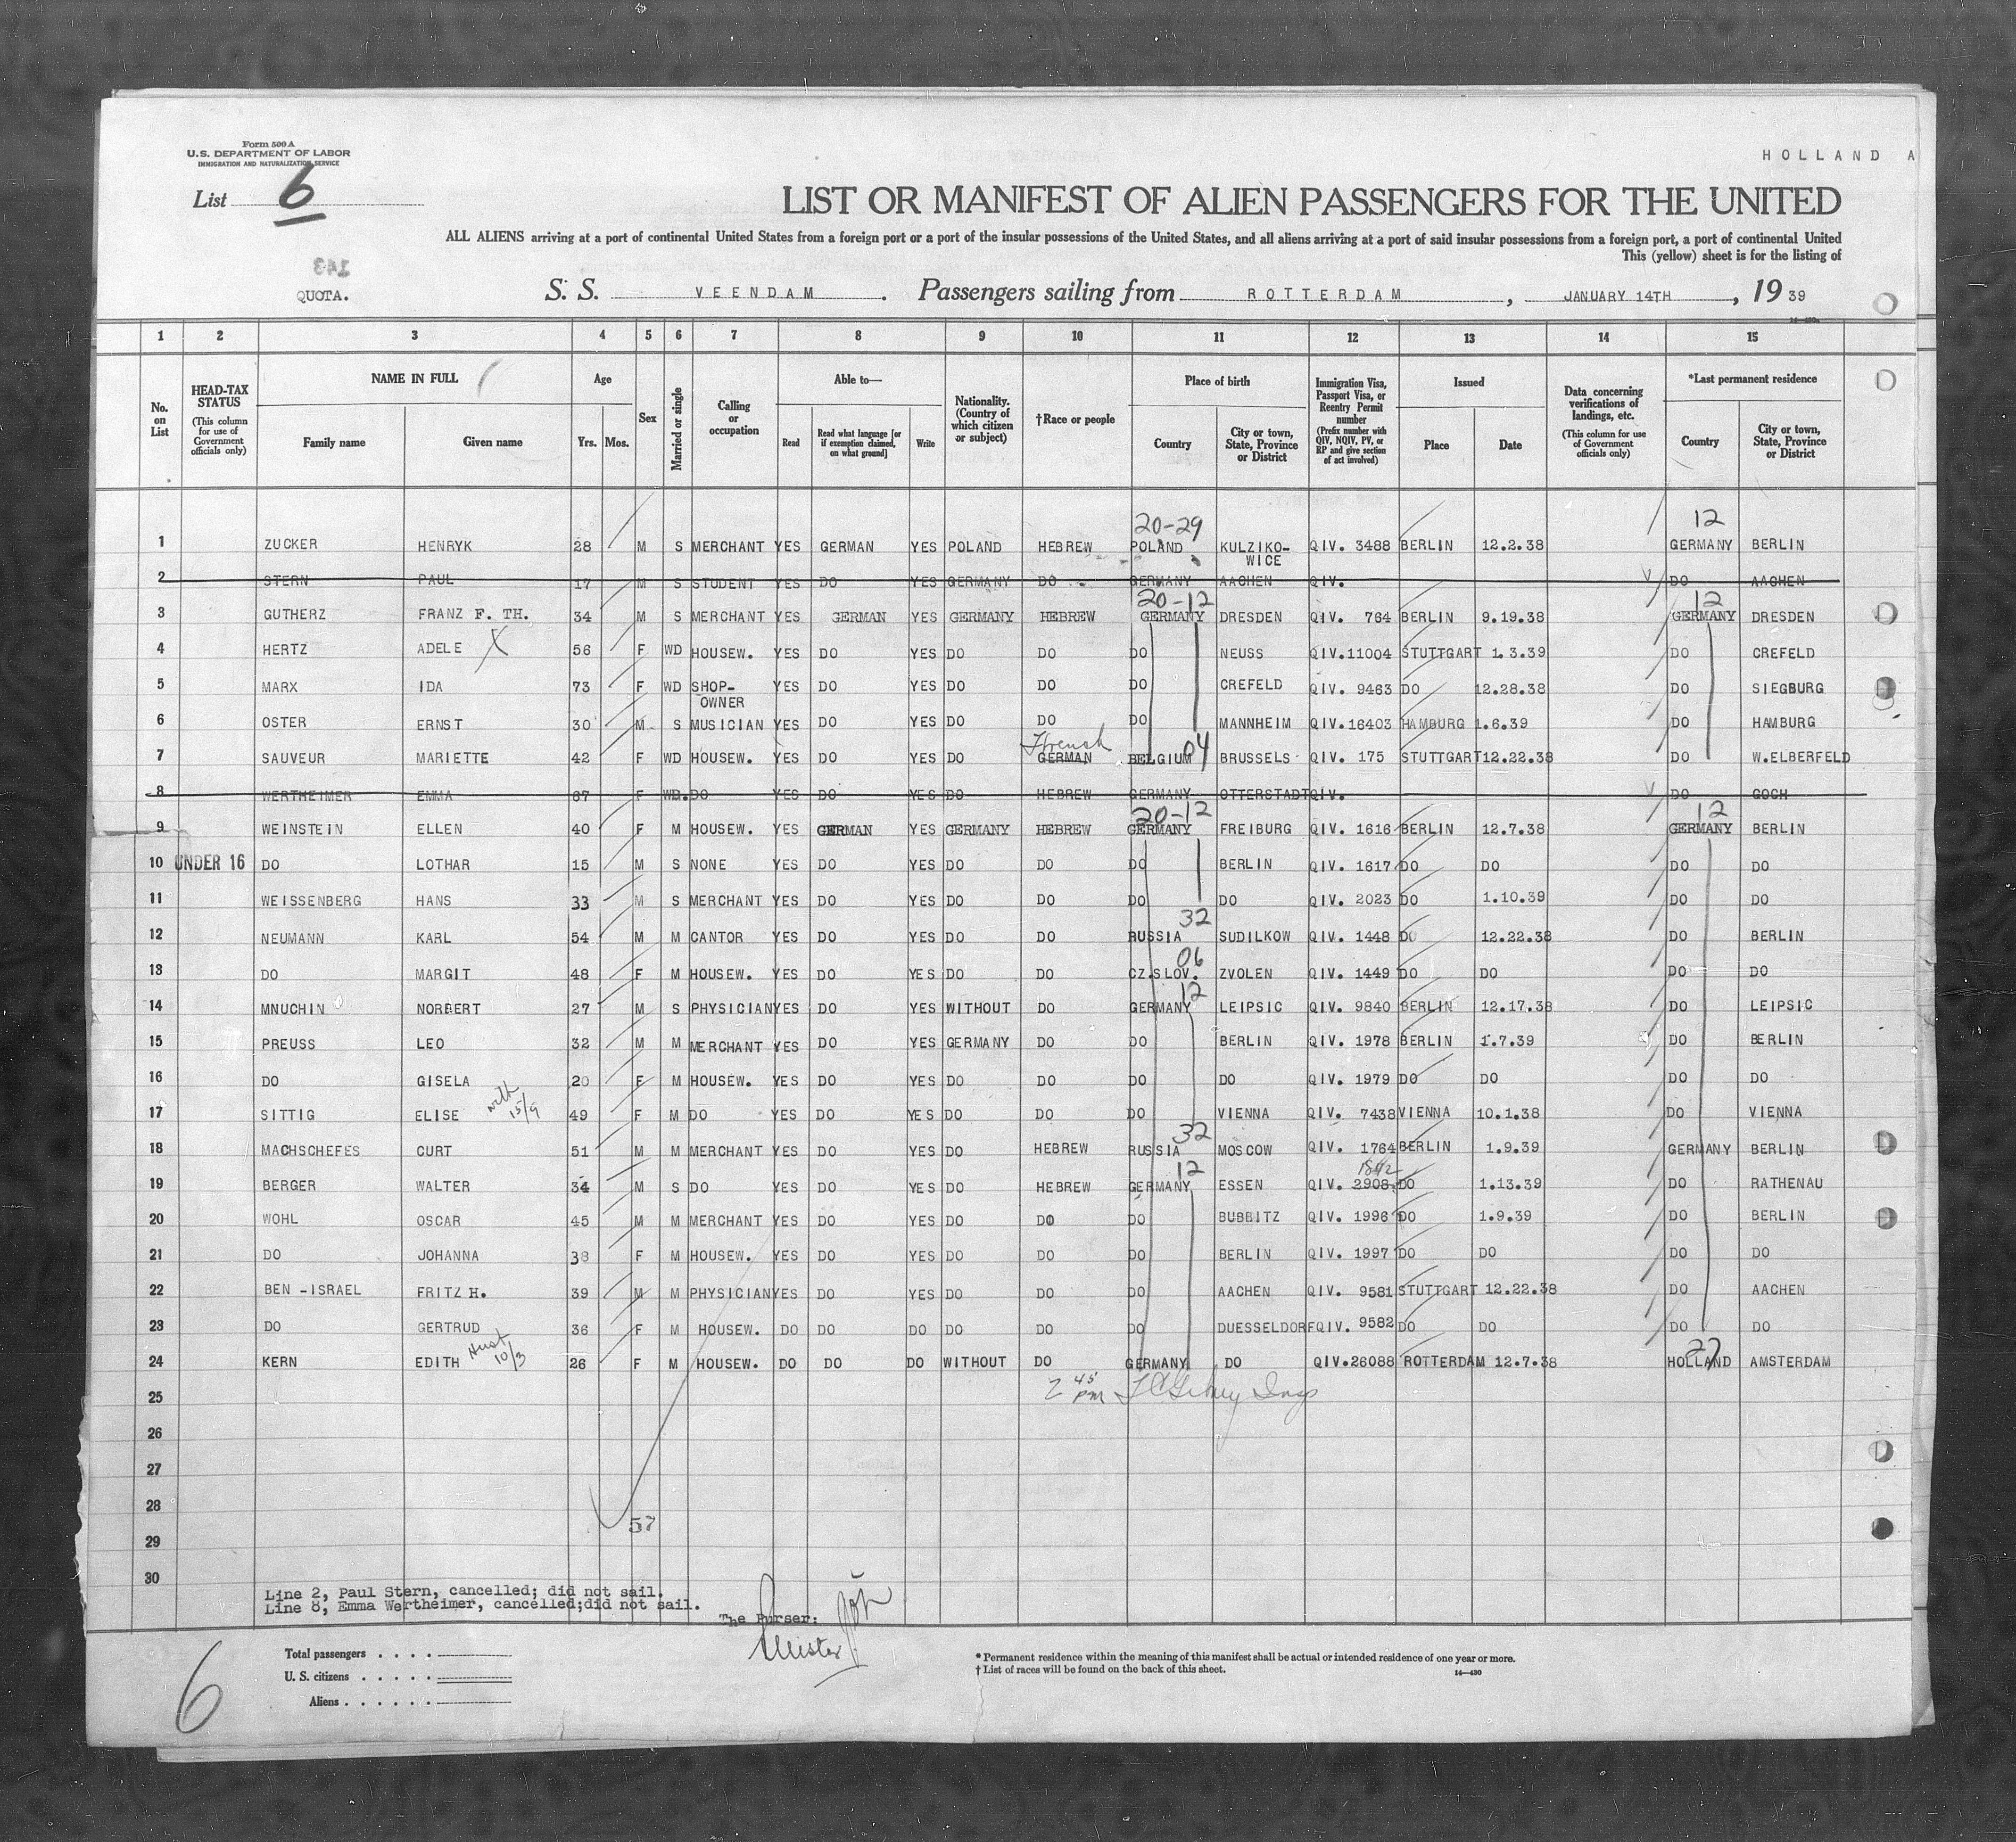 Form 500 A
U.S. DEPARTMENT OF LABOR
IMMIGRATION AND NATURALIZATION SERVICE
HOLLAND A
List 6
LIST OR MANIFEST OF ALIEN PASSENGERS FOR THE UNITED
ALL ALIENS arriving at a port of continental United States from a foreign port or a port of the insular possessions of the United States, and all aliens arriving at a port of said insular possessions from a foreign port, a port of continental United
This (yellow) sheet is for the listing of
143
QUOTA.
S. S. VEENDAM. Passengers sailing from ROTTERDAM, JANUARY 14TH, 19 39
1 2 3 4 5 6 7 8 9 10 11 12 13 14 15
No. on List
HEAD-TAX STATUS (This column for use of Government officials only)
NAME IN FULL
Family name Given name
Age
Yrs. Mos.
Sex
Married or single
Calling or occupation
Able to—
Read Read what language [or if exemption claimed, on what ground] Write
Nationality. (Country of which citizen or subject)
†Race or people
Place of birth
Country City or town, State, Province or District
Immigration Visa, Passport Visa, or Reentry Permit number (Prefix number with QIV, NQIV, PV, or RP and give section of act involved)
Issued
Place Date
Data concerning verifications of landings, etc. (This column for use of Government officials only)
*Last permanent residence
Country City or town, State, Province or District
20-29 12
1 ZUCKER HENRYK 28 M S MERCHANT YES GERMAN YES POLAND HEBREW POLAND KULZIKO-WICE QIV. 3488 BERLIN 12.2.38 GERMANY BERLIN
2 STERN PAUL 17 M S STUDENT YES DO YES GERMANY DO GERMANY AACHEN QIV. DO AACHEN
20-12 12
3 GUTHERZ FRANZ F. TH. 34 M S MERCHANT YES GERMAN YES GERMANY HEBREW GERMANY DRESDEN QIV. 764 BERLIN 9.19.38 GERMANY DRESDEN
4 HERTZ ADELE X 56 F WD HOUSEW. YES DO YES DO DO DO NEUSS QIV.11004 STUTTGART 1.3.39 DO CREFELD
5 MARX IDA 73 F WD SHOP-OWNER YES DO YES DO DO DO CREFELD QIV. 9463 DO 12.28.38 DO SIEGBURG
6 OSTER ERNST 30 M S MUSICIAN YES DO YES DO DO DO MANNHEIM QIV.16403 HAMBURG 1.6.39 DO HAMBURG
French 04
7 SAUVEUR MARIETTE 42 F WD HOUSEW. YES DO YES DO GERMAN BELGIUM BRUSSELS QIV. 175 STUTTGART 12.22.38 DO W.ELBERFELD
8 WERTHEIMER EMMA 67 F WD. DO YES DO YES DO HEBREW GERMANY OTTERSTADT QIV. DO GOCH
20-12 12
9 WEINSTEIN ELLEN 40 F M HOUSEW. YES GERMAN YES GERMANY HEBREW GERMANY FREIBURG QIV. 1616 BERLIN 12.7.38 GERMANY BERLIN
10 UNDER 16 DO LOTHAR 15 M S NONE YES DO YES DO DO DO BERLIN QIV. 1617 DO DO DO DO
11 WEISSENBERG HANS 33 M S MERCHANT YES DO YES DO DO DO DO QIV. 2023 DO 1.10.39 DO DO
32
12 NEUMANN KARL 54 M M CANTOR YES DO YES DO DO RUSSIA SUDILKOW QIV. 1448 DO 12.22.38 DO BERLIN
06
13 DO MARGIT 48 F M HOUSEW. YES DO YES DO DO CZ.SLOV. ZVOLEN QIV. 1449 DO DO DO DO
12
14 MNUCHIN NORBERT 27 M S PHYSICIAN YES DO YES WITHOUT DO GERMANY LEIPSIC QIV. 9840 BERLIN 12.17.38 DO LEIPSIC
15 PREUSS LEO 32 M M MERCHANT YES DO YES GERMANY DO DO BERLIN QIV. 1978 BERLIN 1.7.39 DO BERLIN
16 DO GISELA 20 F M HOUSEW. YES DO YES DO DO DO DO QIV. 1979 DO DO DO DO
17 SITTIG ELISE with 15/9 49 F M DO YES DO YES DO DO DO VIENNA QIV. 7438 VIENNA 10.1.38 DO VIENNA
32
18 MACHSCHEFES CURT 51 M M MERCHANT YES DO YES DO HEBREW RUSSIA MOSCOW QIV. 1764 BERLIN 1.9.39 GERMANY BERLIN
12 1842
19 BERGER WALTER 34 M S DO YES DO YES DO HEBREW GERMANY ESSEN QIV. 2908 DO 1.13.39 DO RATHENAU
20 WOHL OSCAR 45 M M MERCHANT YES DO YES DO DO DO BUBBITZ QIV. 1996 DO 1.9.39 DO BERLIN
21 DO JOHANNA 38 F M HOUSEW. YES DO YES DO DO DO BERLIN QIV. 1997 DO DO DO DO
22 BEN -ISRAEL FRITZ H. 39 M M PHYSICIAN YES DO YES DO DO DO AACHEN QIV. 9581 STUTTGART 12.22.38 DO AACHEN
23 DO GERTRUD 36 F M HOUSEW. DO DO DO DO DO DO DUESSELDORF QIV. 9582 DO DO DO DO
27
24 KERN EDITH Husb 10/3 26 F M HOUSEW. DO DO DO WITHOUT DO GERMANY DO QIV.26088 ROTTERDAM 12.7.38 HOLLAND AMSTERDAM
25 2 45 pm
26
27
28
57
29
30
Line 2, Paul Stern, cancelled; did not sail.
Line 8, Emma Wertheimer, cancelled;did not sail.
The Purser:
6
Total passengers . . . .
U. S. citizens . . . . .
Aliens . . . . . .
* Permanent residence within the meaning of this manifest shall be actual or intended residence of one year or more.
† List of races will be found on the back of this sheet.
14—430